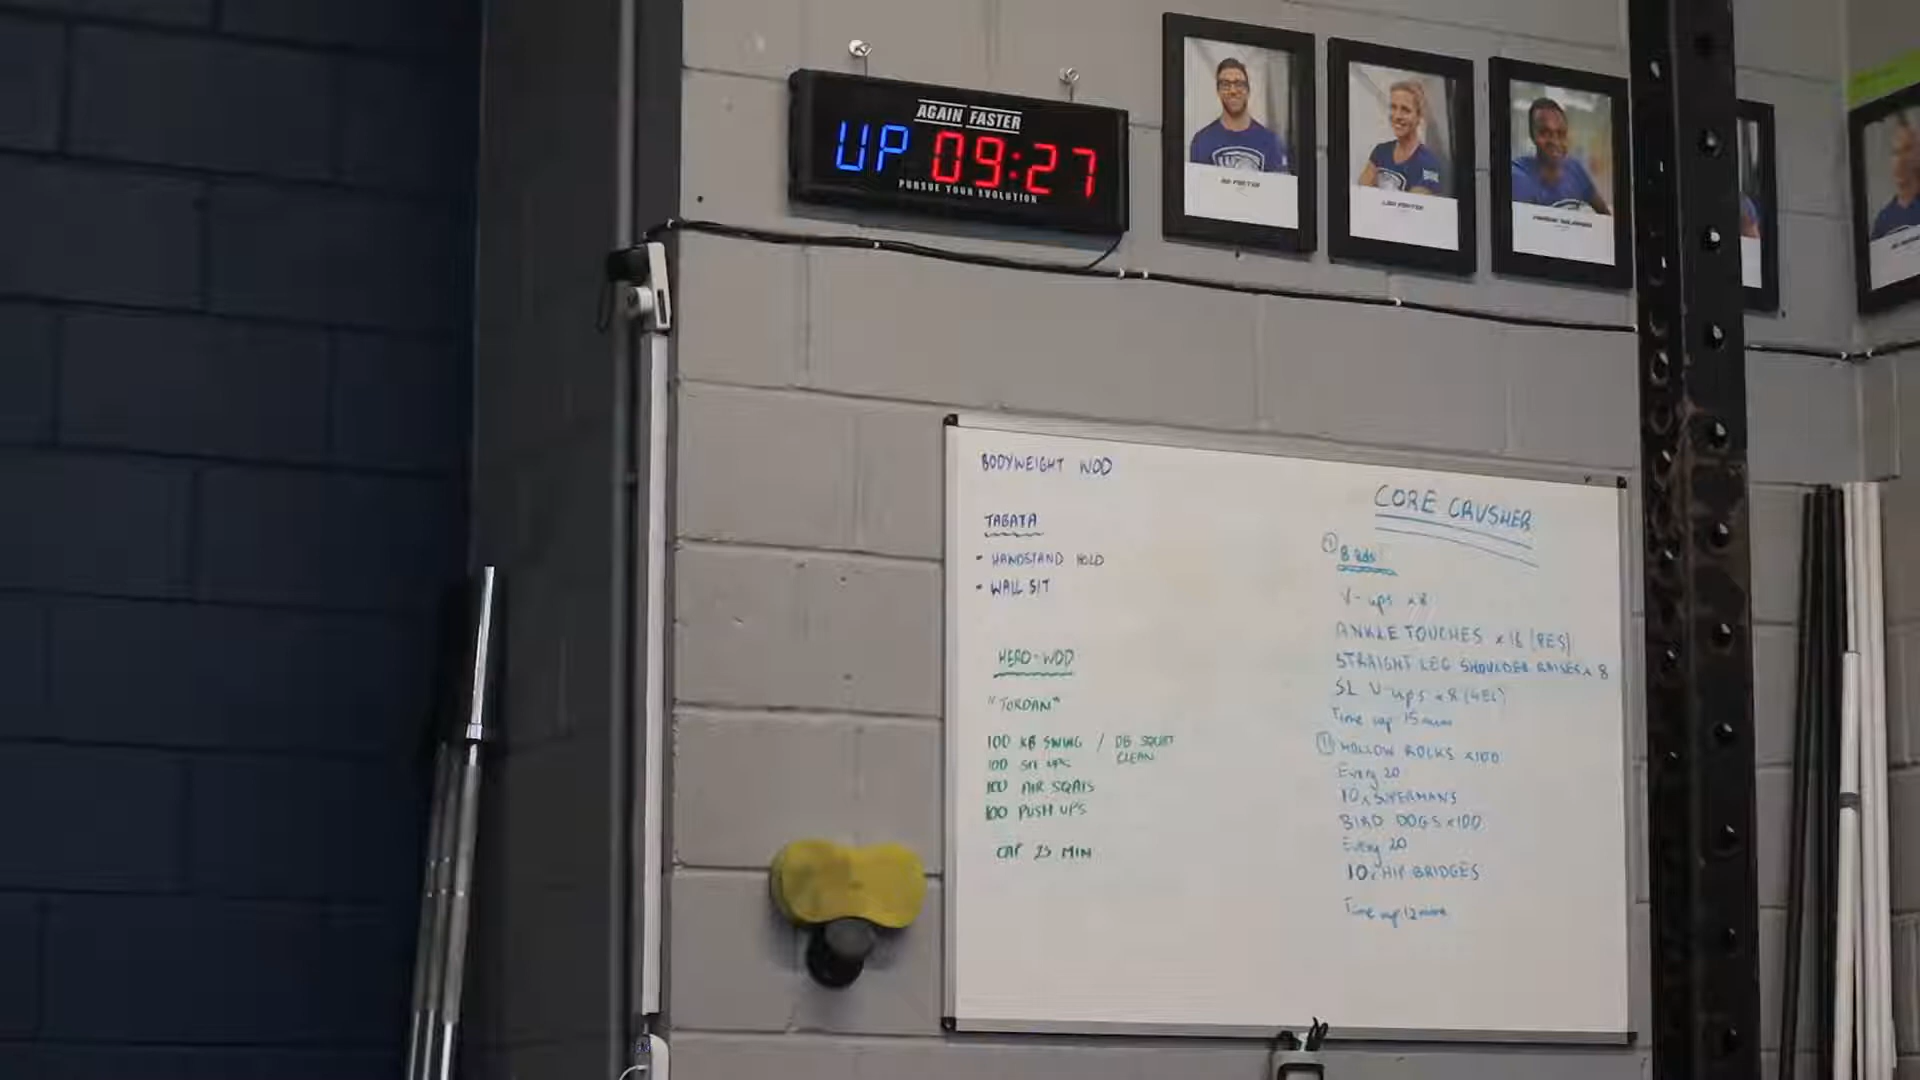 AGAIN FASTER
UP 09:27
PURSUE YOUR EVOLUTION
BODYWEIGHT WOD
TABATA
- HANDSTAND HOLD
- WALL SIT
HERO-WOD
"JORDAN"
100 KB SWING / DB SQUAT CLEAN
100 SIT UPS
100 AIR SQATS
100 PUSH UPS
CAP 25 MIN
CORE CRUSHER
8 Rds
V-ups x8
ANKLE TOUCHES x16 (8ES)
STRAIGHT LEG SHOULDER RAISES x 8
SL V-ups x8 (4EL)
Time cap 15 mins
HOLLOW ROCKS x100
Every 20
10 x SUPERMANS
BIRD DOGS x100
Every 20
10 x HIP BRIDGES
Time cap 12 mins